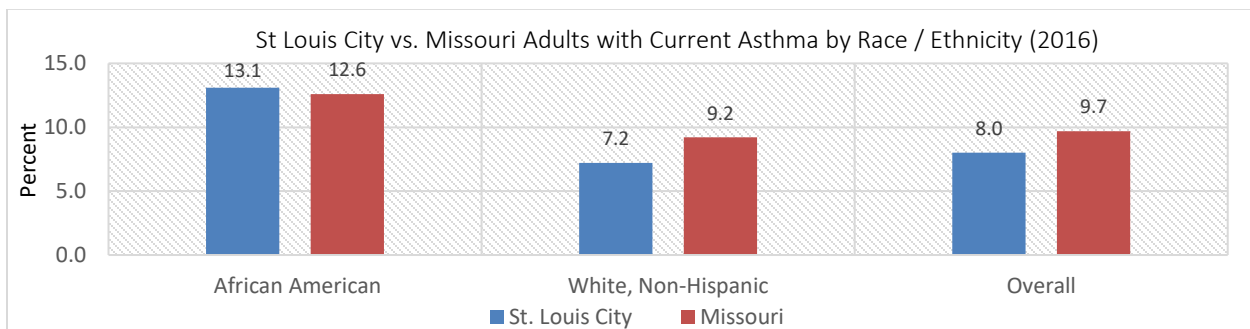 St Louis City vs. Missouri Adults with Current Asthma by Race / Ethnicity (2016)
15.0
10.0
5.0
0.0
Percent
13.1
12.6
7.2
9.2
8.0
9.7
African American
White, Non-Hispanic
Overall
St. Louis City
Missouri